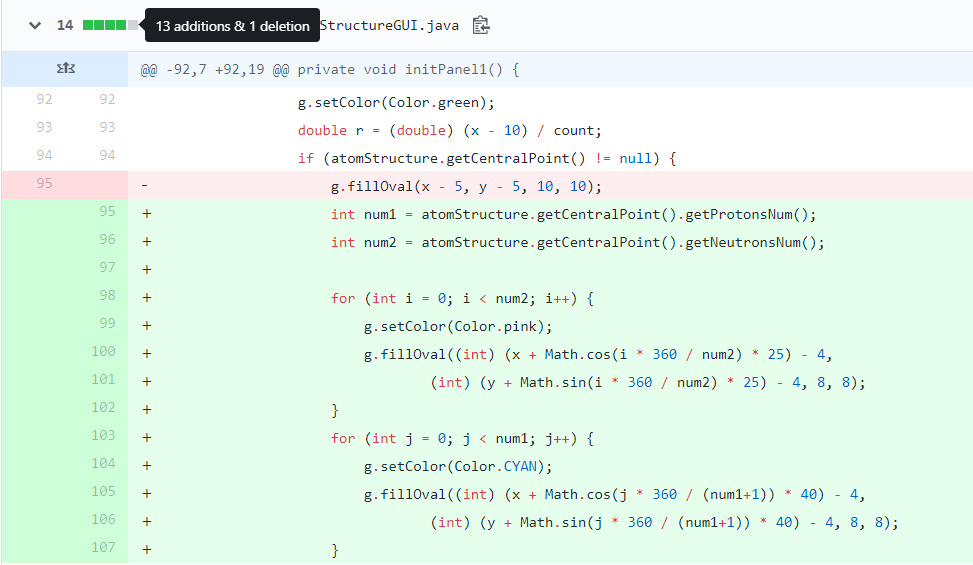 14 13 additions & 1 deletion StructureGUI.java
@@ -92,7 +92,19 @@ private void initPanel1() {
92 92 g.setColor(Color.green);
93 93 double r = (double) (x - 10) / count;
94 94 if (atomStructure.getCentralPoint() != null) {
95 - g.fillOval(x - 5, y - 5, 10, 10);
95 + int num1 = atomStructure.getCentralPoint().getProtonsNum();
96 + int num2 = atomStructure.getCentralPoint().getNeutronsNum();
97 +
98 + for (int i = 0; i < num2; i++) {
99 + g.setColor(Color.pink);
100 + g.fillOval((int) (x + Math.cos(i * 360 / num2) * 25) - 4,
101 + (int) (y + Math.sin(i * 360 / num2) * 25) - 4, 8, 8);
102 + }
103 + for (int j = 0; j < num1; j++) {
104 + g.setColor(Color.CYAN);
105 + g.fillOval((int) (x + Math.cos(j * 360 / (num1+1)) * 40) - 4,
106 + (int) (y + Math.sin(j * 360 / (num1+1)) * 40) - 4, 8, 8);
107 + }